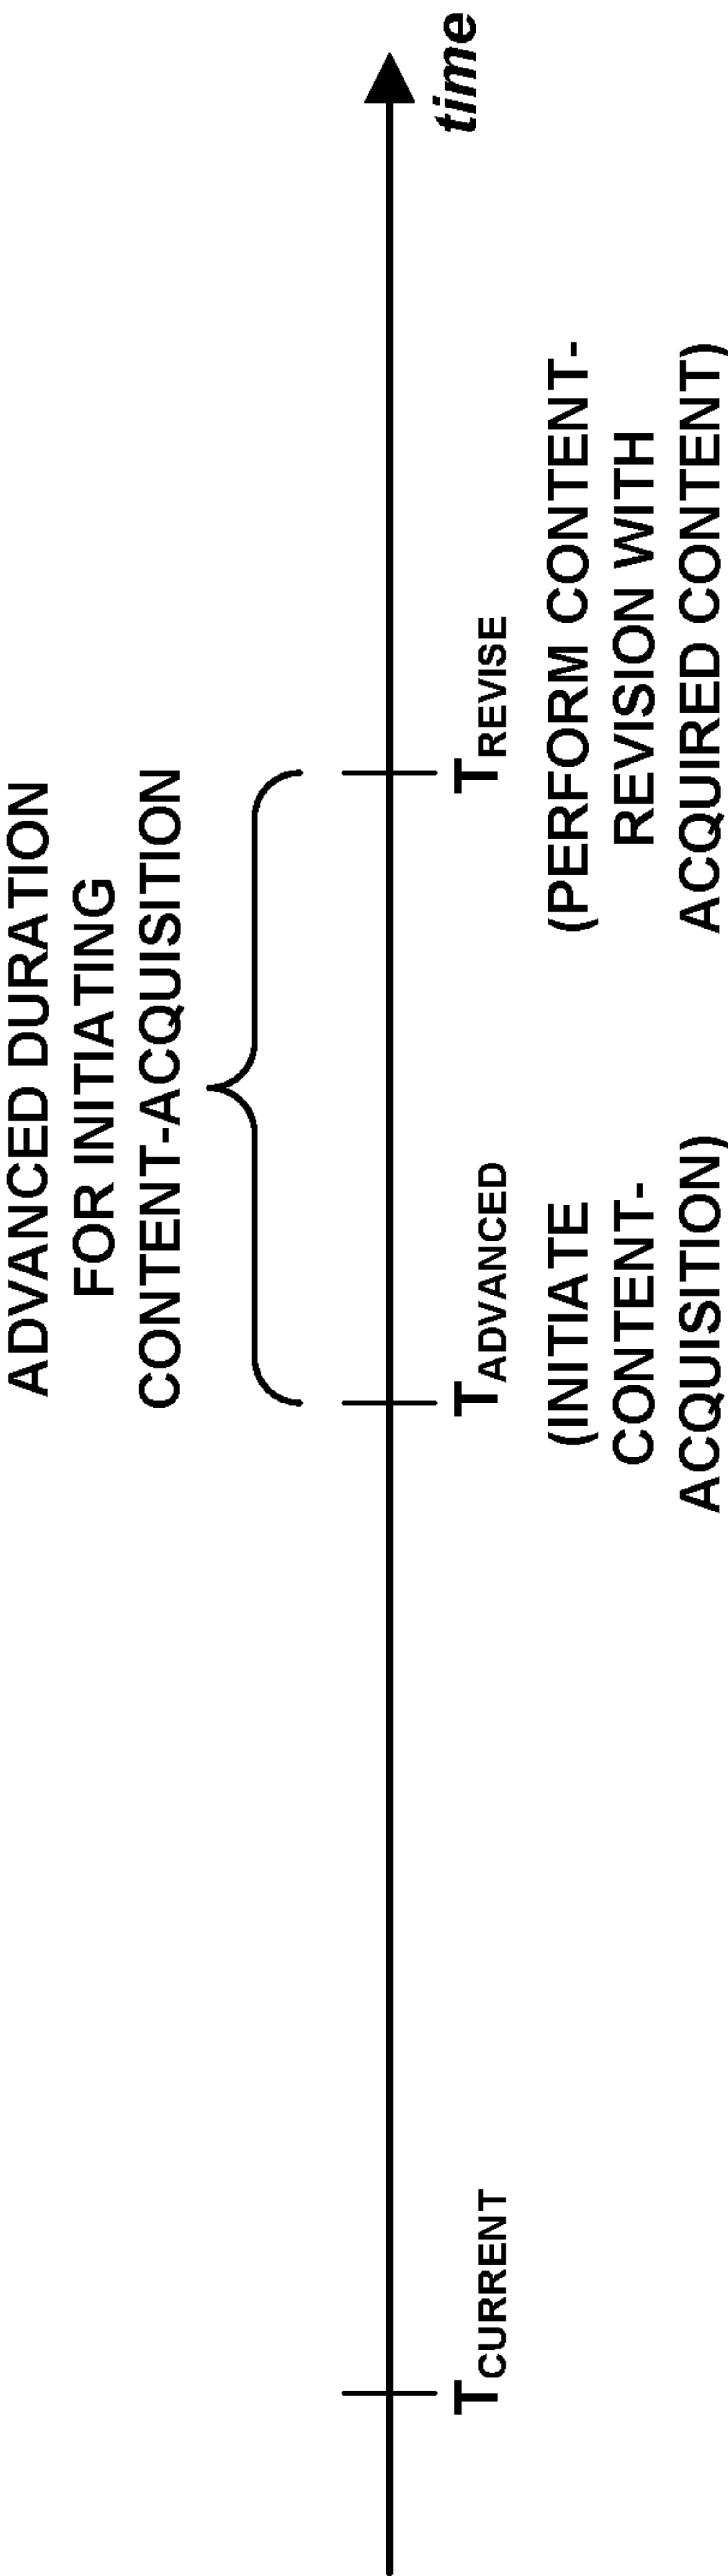 ADVANCED DURATION
FOR INITIATING
CONTENT-ACQUISITION
time
TCURRENT
TADVANCED
(INITIATE
CONTENT-
ACQUISITION)
TREVISE
(PERFORM CONTENT-
REVISION WITH
ACQUIRED CONTENT)